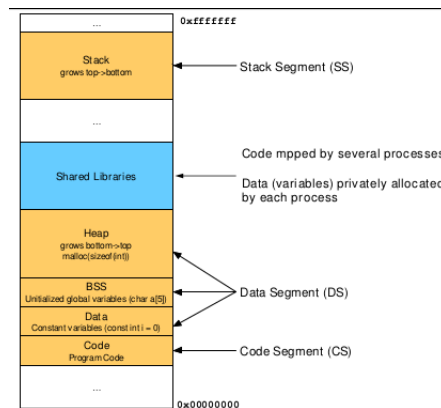 ...
0xfffffff
Stack
grows top->bottom
Stack Segment (SS)
...
Code mpped by several processes
Shared Libraries
Data (variables) privately allocated
by each process
Heap
grows bottom->top
malloc(sizeof(int))
BSS
Unitialized global variables (char a[5])
Data Segment (DS)
Data
Constant variables (const int i = 0)
Code
Program Code
Code Segment (CS)
...
0x00000000